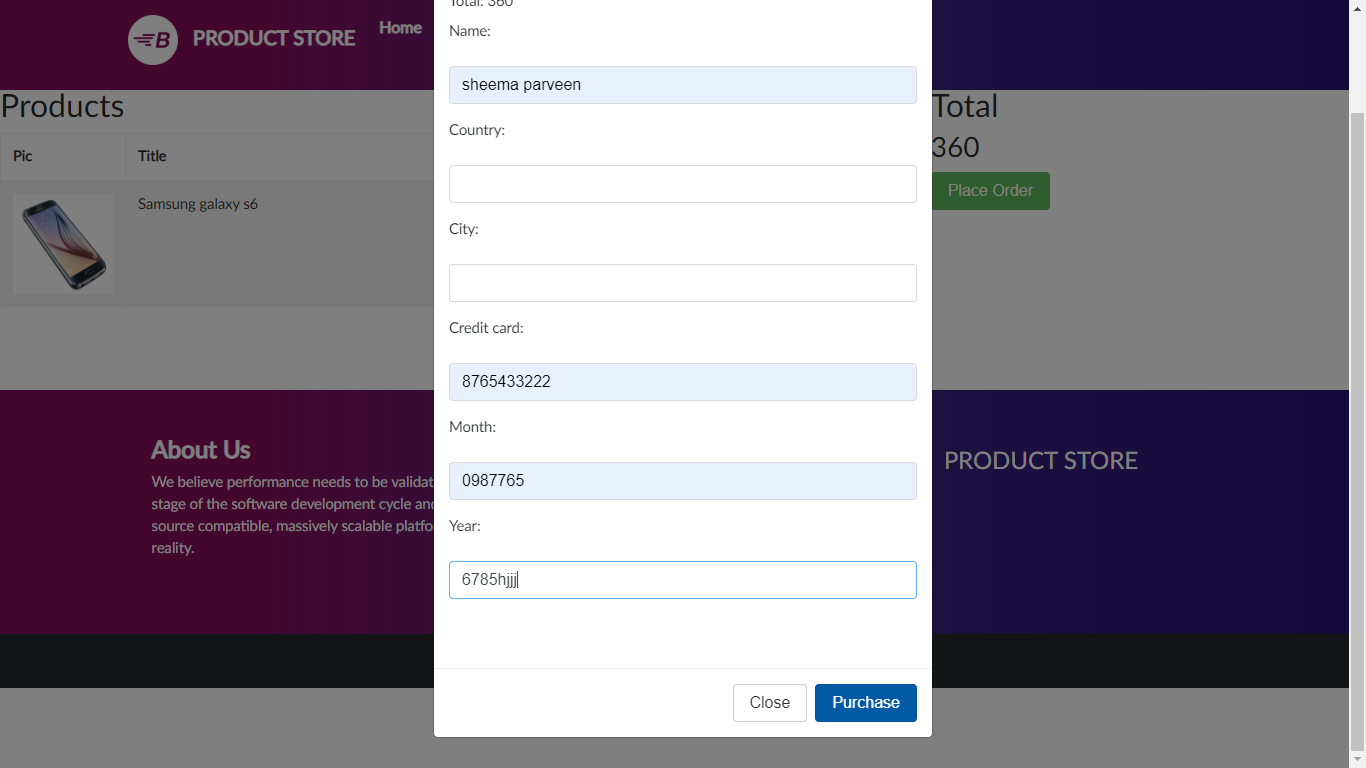 Total: 360
B PRODUCT STORE
Home
Name:
sheema parveen
Products
Total
Country:
360
Pic
Title
Place Order
Samsung galaxy s6
City:
Credit card:
8765433222
Month:
0987765
About Us
We believe performance needs to be validat
stage of the software development cycle and
source compatible, massively scalable platfo
reality.
PRODUCT STORE
Year:
6785hjjj
Close
Purchase